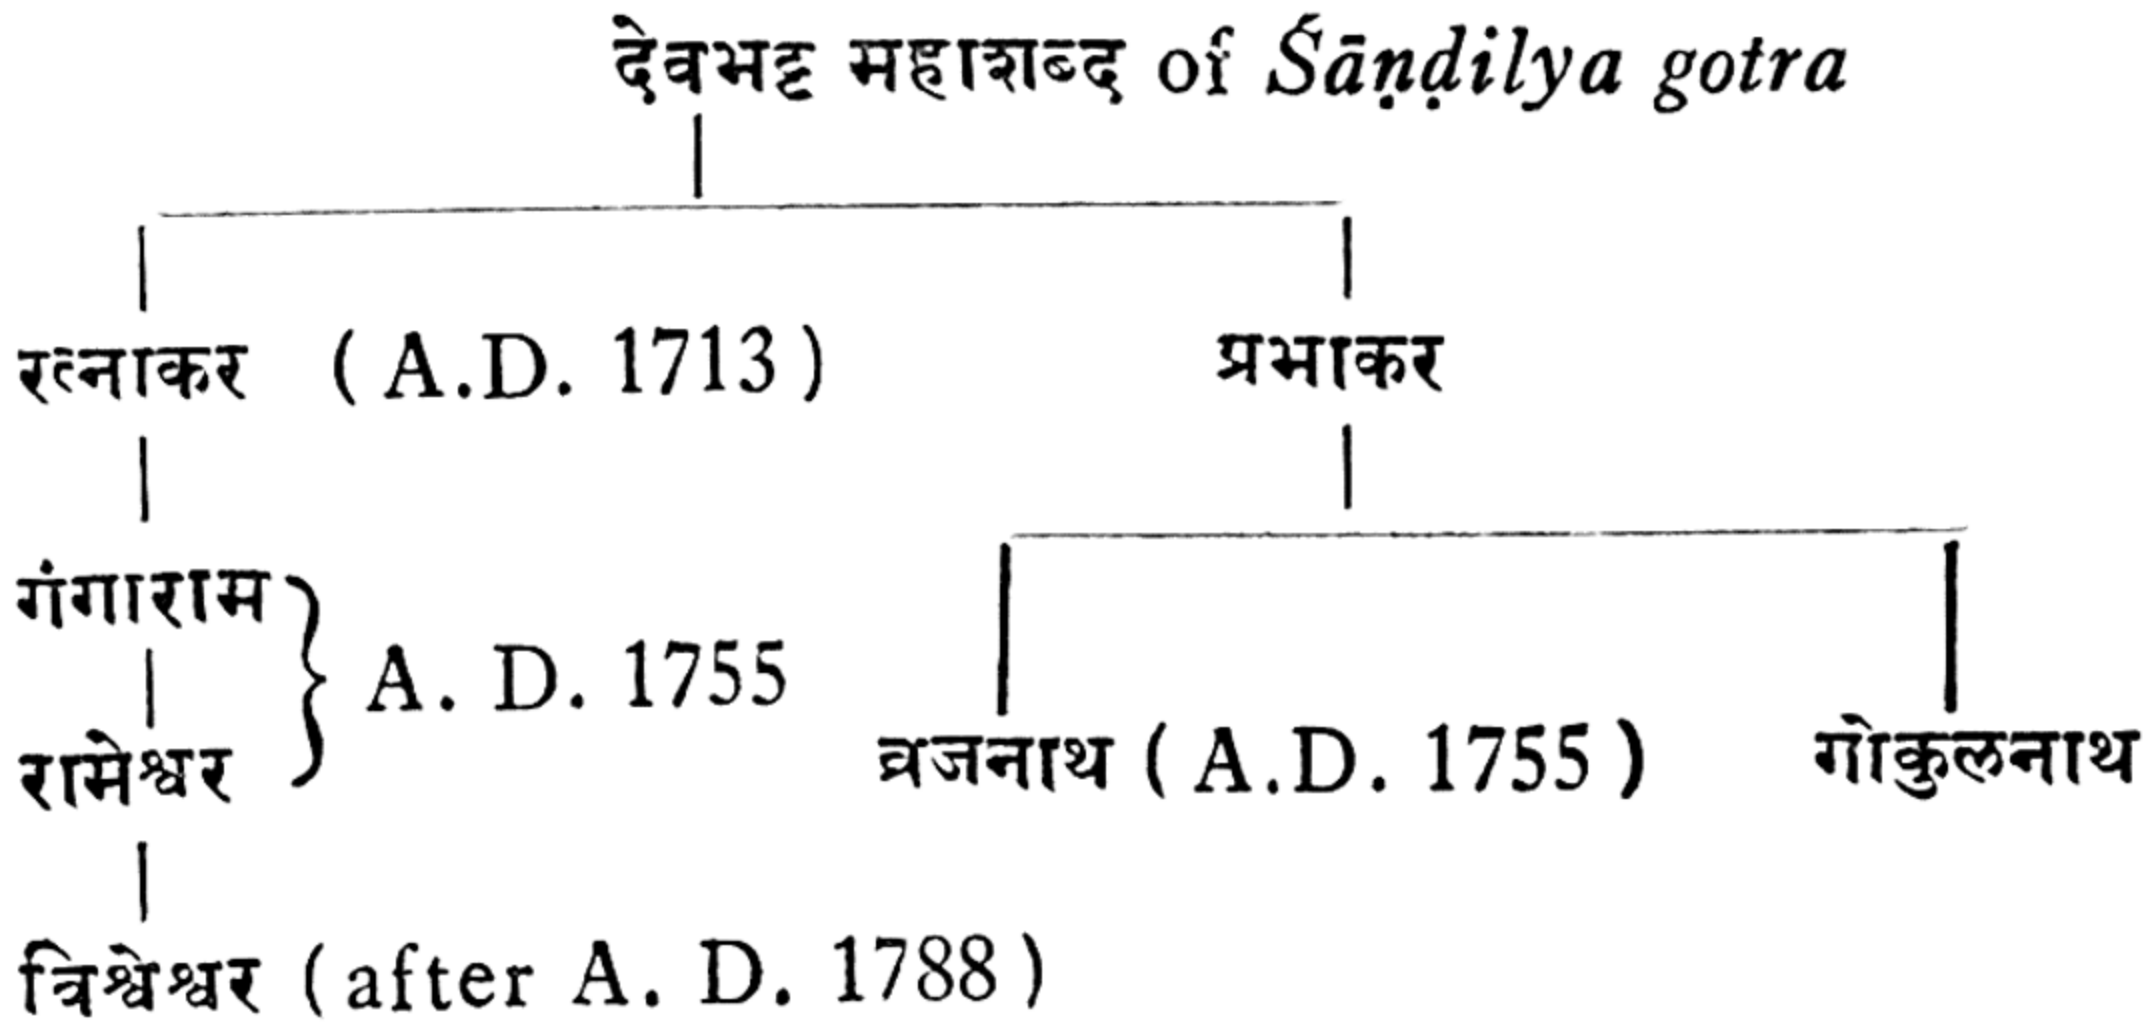 देवभट्ट महाशब्द of Śāṇḍilya gotra
रत्नाकर (A.D. 1713)
प्रभाकर
गंगाराम
A. D. 1755
रामेश्वर
व्रजनाथ (A.D. 1755)
गोकुलनाथ
विश्वेश्वर (after A. D. 1788)